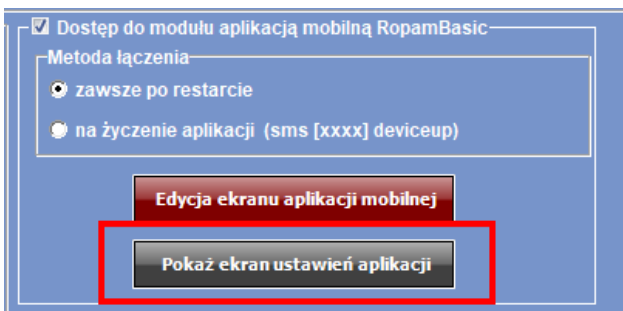 Dostęp do modułu aplikacją mobilną RopamBasic
Metoda łączenia
zawsze po restarcie
na życzenie aplikacji (sms [xxxx] deviceup)
Edycja ekranu aplikacji mobilnej
Pokaż ekran ustawień aplikacji